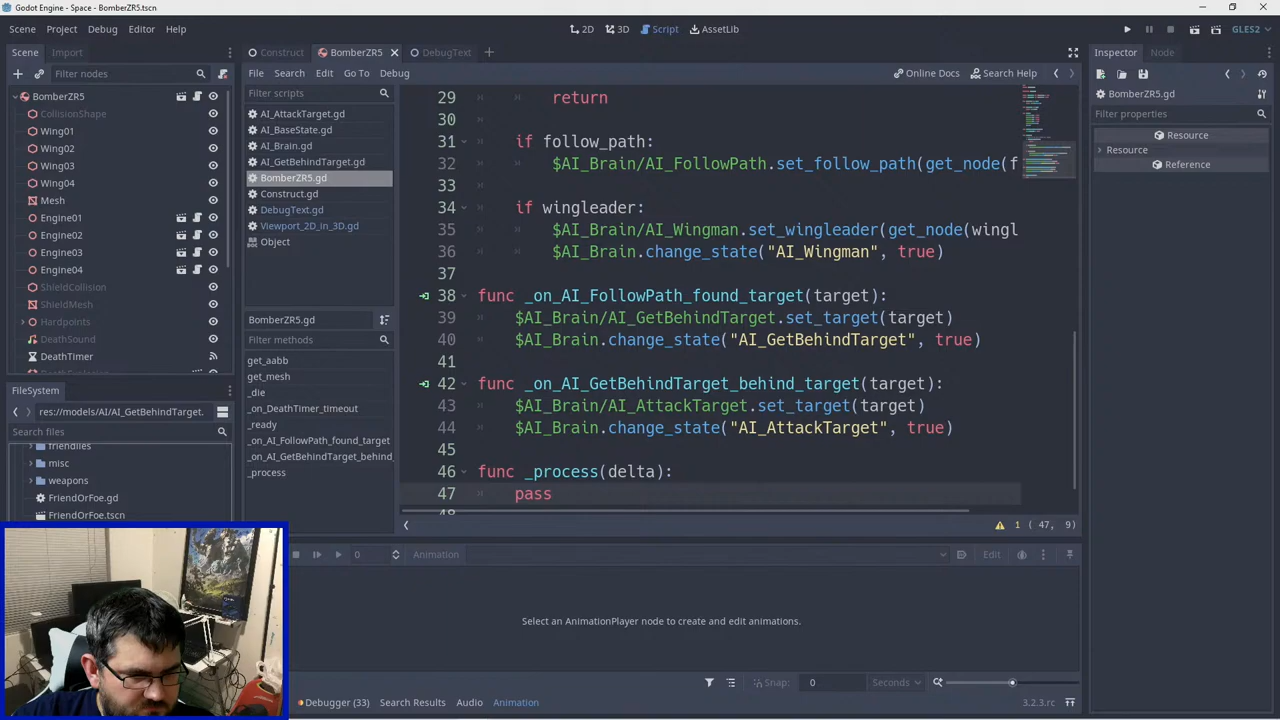 Godot Engine - Space - BomberZR5.tscn
Scene Project Debug Editor Help
2D 3D Script AssetLib
GLES2
Scene Import
Filter nodes
BomberZR5
CollisionShape
Wing01
Wing02
Wing03
Wing04
Mesh
Engine01
Engine02
Engine03
Engine04
ShieldCollision
ShieldMesh
Hardpoints
DeathSound
DeathTimer
FileSystem
res://models/AI/AI_GetBehindTarget.
Search files
friendlies
misc
weapons
FriendOrFoe.gd
FriendOrFoe.tscn
Construct BomberZR5 DebugText
File Search Edit Go To Debug
Online Docs Search Help
Filter scripts
AI_AttackTarget.gd
AI_BaseState.gd
AI_Brain.gd
AI_GetBehindTarget.gd
BomberZR5.gd
Construct.gd
DebugText.gd
Viewport_2D_in_3D.gd
Object
BomberZR5.gd
Filter methods
get_aabb
get_mesh
_die
_on_DeathTimer_timeout
_ready
_on_AI_FollowPath_found_target
_on_AI_GetBehindTarget_behind_
_process
29 return
30
31 if follow_path:
32 $AI_Brain/AI_FollowPath.set_follow_path(get_node(f
33
34 if wingleader:
35 $AI_Brain/AI_Wingman.set_wingleader(get_node(wingl
36 $AI_Brain.change_state("AI_Wingman", true)
37
38 func _on_AI_FollowPath_found_target(target):
39 $AI_Brain/AI_GetBehindTarget.set_target(target)
40 $AI_Brain.change_state("AI_GetBehindTarget", true)
41
42 func _on_AI_GetBehindTarget_behind_target(target):
43 $AI_Brain/AI_AttackTarget.set_target(target)
44 $AI_Brain.change_state("AI_AttackTarget", true)
45
46 func _process(delta):
47 pass
1 ( 47, 9)
0 Animation Edit
Select an AnimationPlayer node to create and edit animations.
Snap: 0 Seconds
Debugger (33) Search Results Audio Animation
3.2.3.rc
Inspector Node
BomberZR5.gd
Filter properties
Resource
Resource
Reference